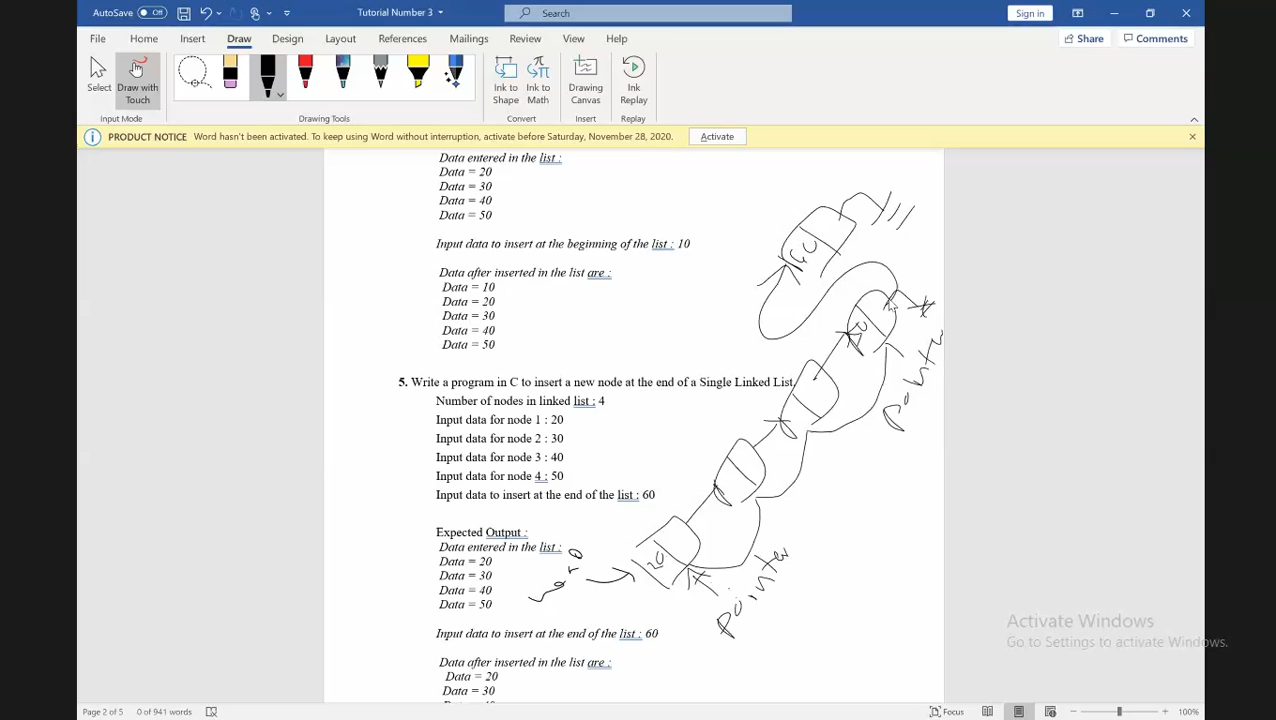 AutoSave Off Tutorial Number 3 Search Sign in
File Home Insert Draw Design Layout References Mailings Review View Help Share Comments
Select Draw with Touch Ink to Shape Ink to Math Drawing Canvas Ink Replay
Input Mode Drawing Tools Convert Insert Replay
PRODUCT NOTICE Word hasn't been activated. To keep using Word without interruption, activate before Saturday, November 28, 2020. Activate
Data entered in the list :
Data = 20
Data = 30
Data = 40
Data = 50
Input data to insert at the beginning of the list : 10
Data after inserted in the list are :
Data = 10
Data = 20
Data = 30
Data = 40
Data = 50
5. Write a program in C to insert a new node at the end of a Single Linked List.
Number of nodes in linked list : 4
Input data for node 1 : 20
Input data for node 2 : 30
Input data for node 3 : 40
Input data for node 4 : 50
Input data to insert at the end of the list : 60
Expected Output :
Data entered in the list :
Data = 20
Data = 30
Data = 40
Data = 50
Input data to insert at the end of the list : 60
Data after inserted in the list are :
Data = 20
Data = 30
60
pointer
20
pointer
Activate Windows
Go to Settings to activate Windows.
Page 2 of 5 0 of 941 words Focus 100%